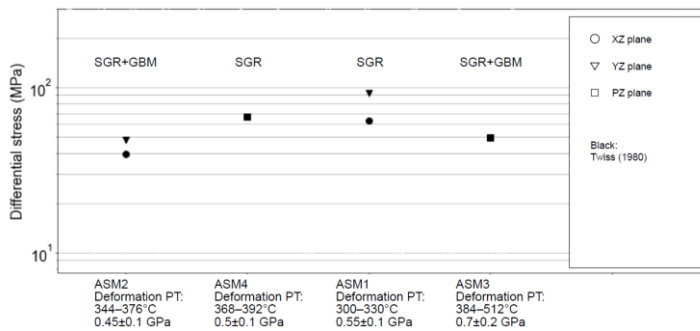 Differential stress (MPa)
10²
10¹
SGR+GBM
SGR
SGR
SGR+GBM
XZ plane
YZ plane
PZ plane
Black:
Twiss (1980)
ASM2
Deformation PT:
344–376°C
0.45±0.1 GPa
ASM4
Deformation PT:
368–392°C
0.5±0.1 GPa
ASM1
Deformation PT:
300–330°C
0.55±0.1 GPa
ASM3
Deformation PT:
384–512°C
0.7±0.2 GPa